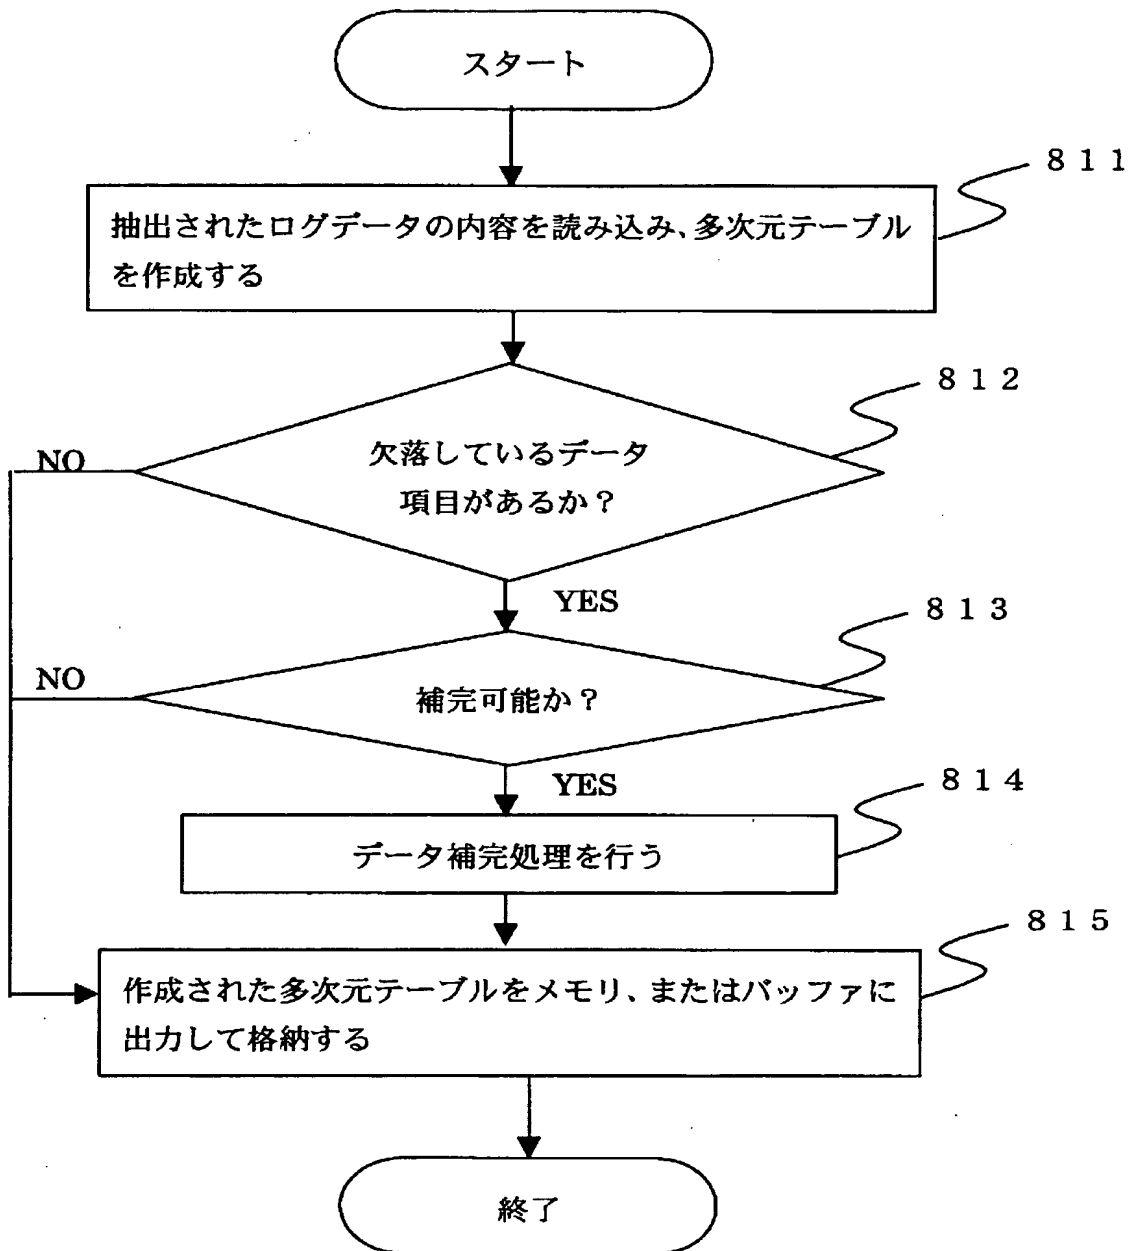 スタート
811
抽出されたログデータの内容を読み込み、多次元テーブル
を作成する
812
NO
欠落しているデータ
項目があるか？
YES
813
NO
補完可能か？
YES
814
データ補完処理を行う
815
作成された多次元テーブルをメモリ、またはバッファに
出力して格納する
終了